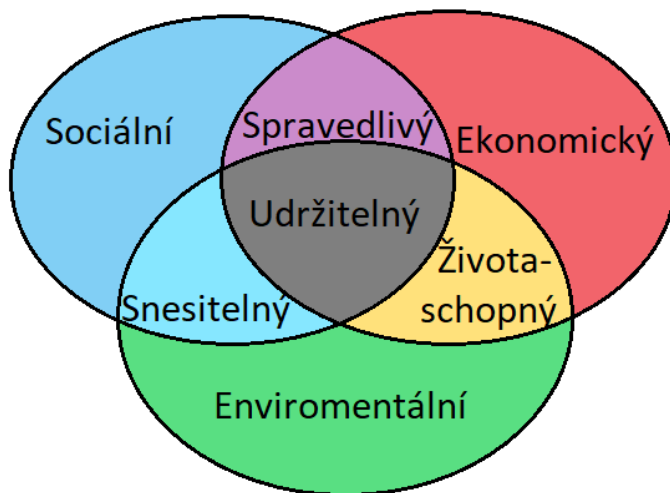 Sociální
Spravedlivý
Ekonomický
Udržitelný
Života-
schopný
Snesitelný
Enviromentální